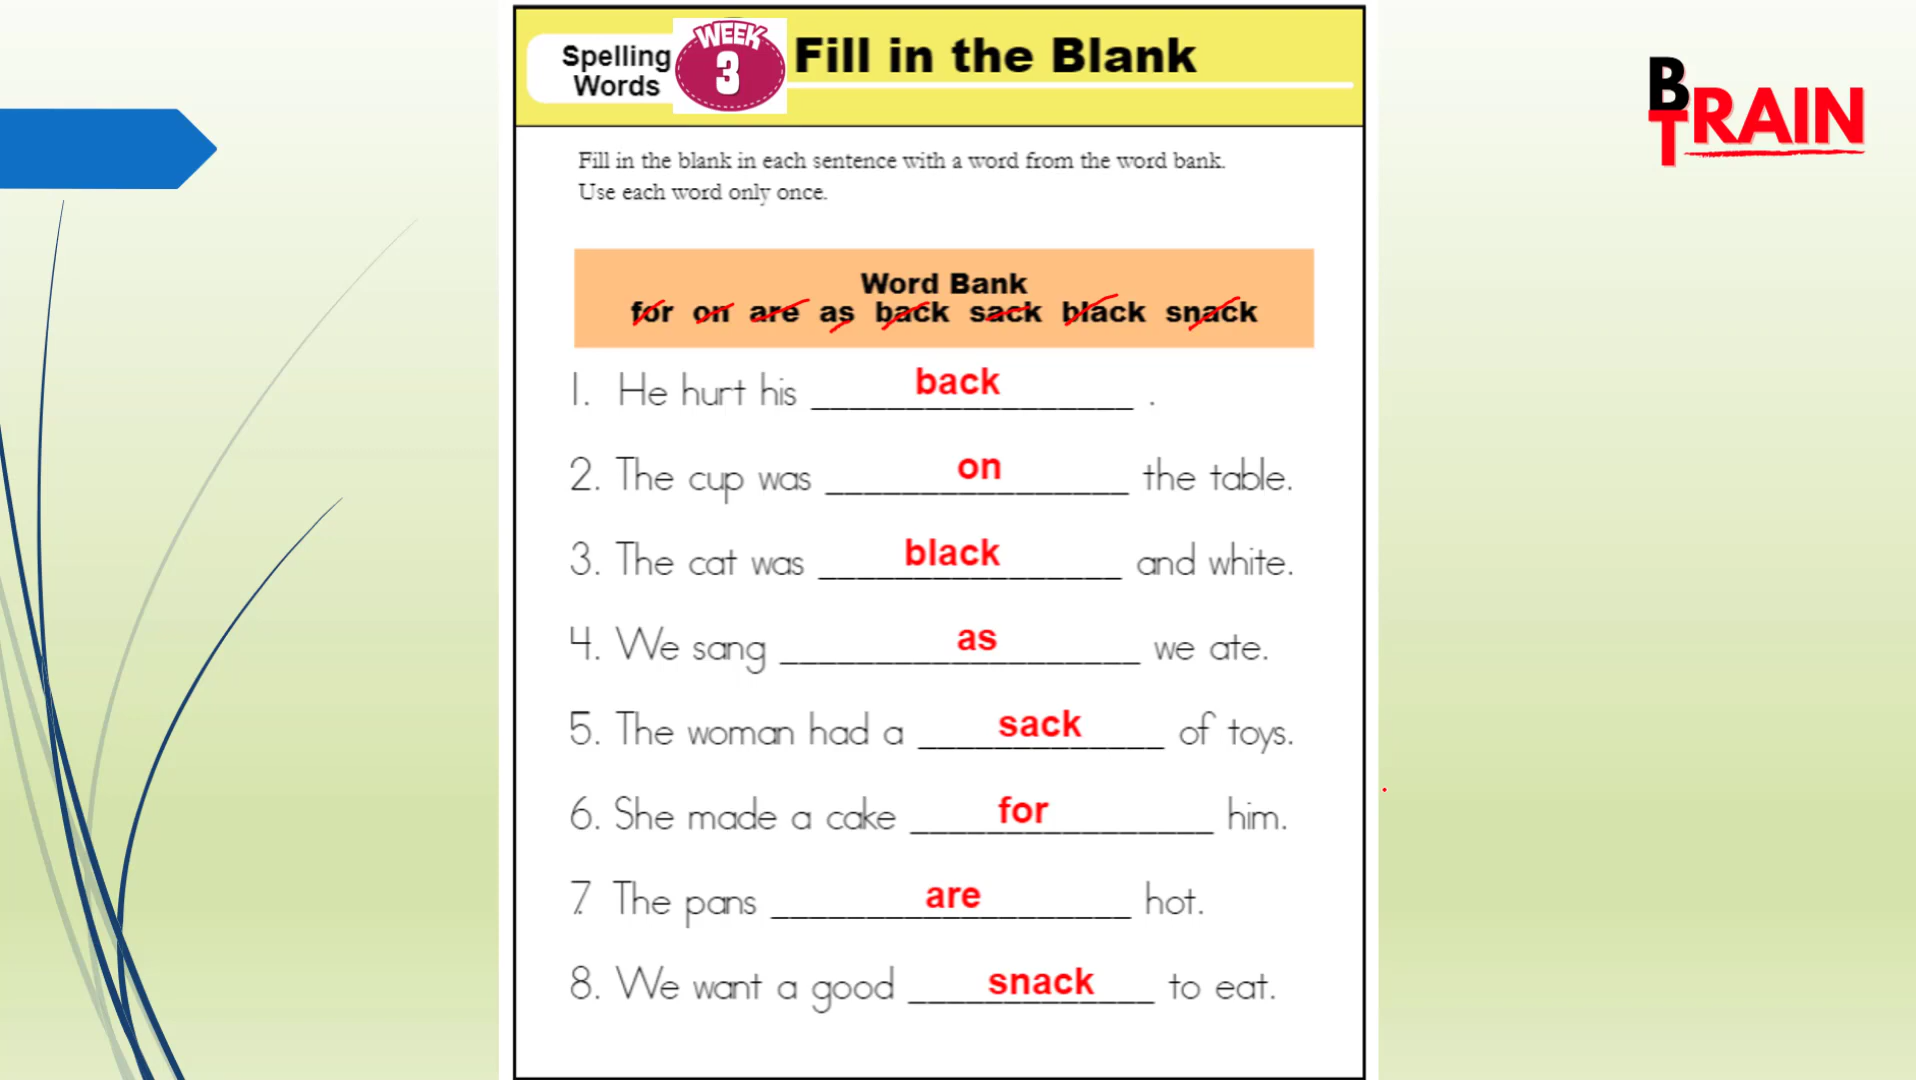 Spelling Words
WEEK 3
Fill in the Blank
B
TRAIN
Fill in the blank in each sentence with a word from the word bank.
Use each word only once.
Word Bank
for on are as back sack black snack
1. He hurt his back .
2. The cup was on the table.
3. The cat was black and white.
4. We sang as we ate.
5. The woman had a sack of toys.
6. She made a cake for him.
7. The pans are hot.
8. We want a good snack to eat.